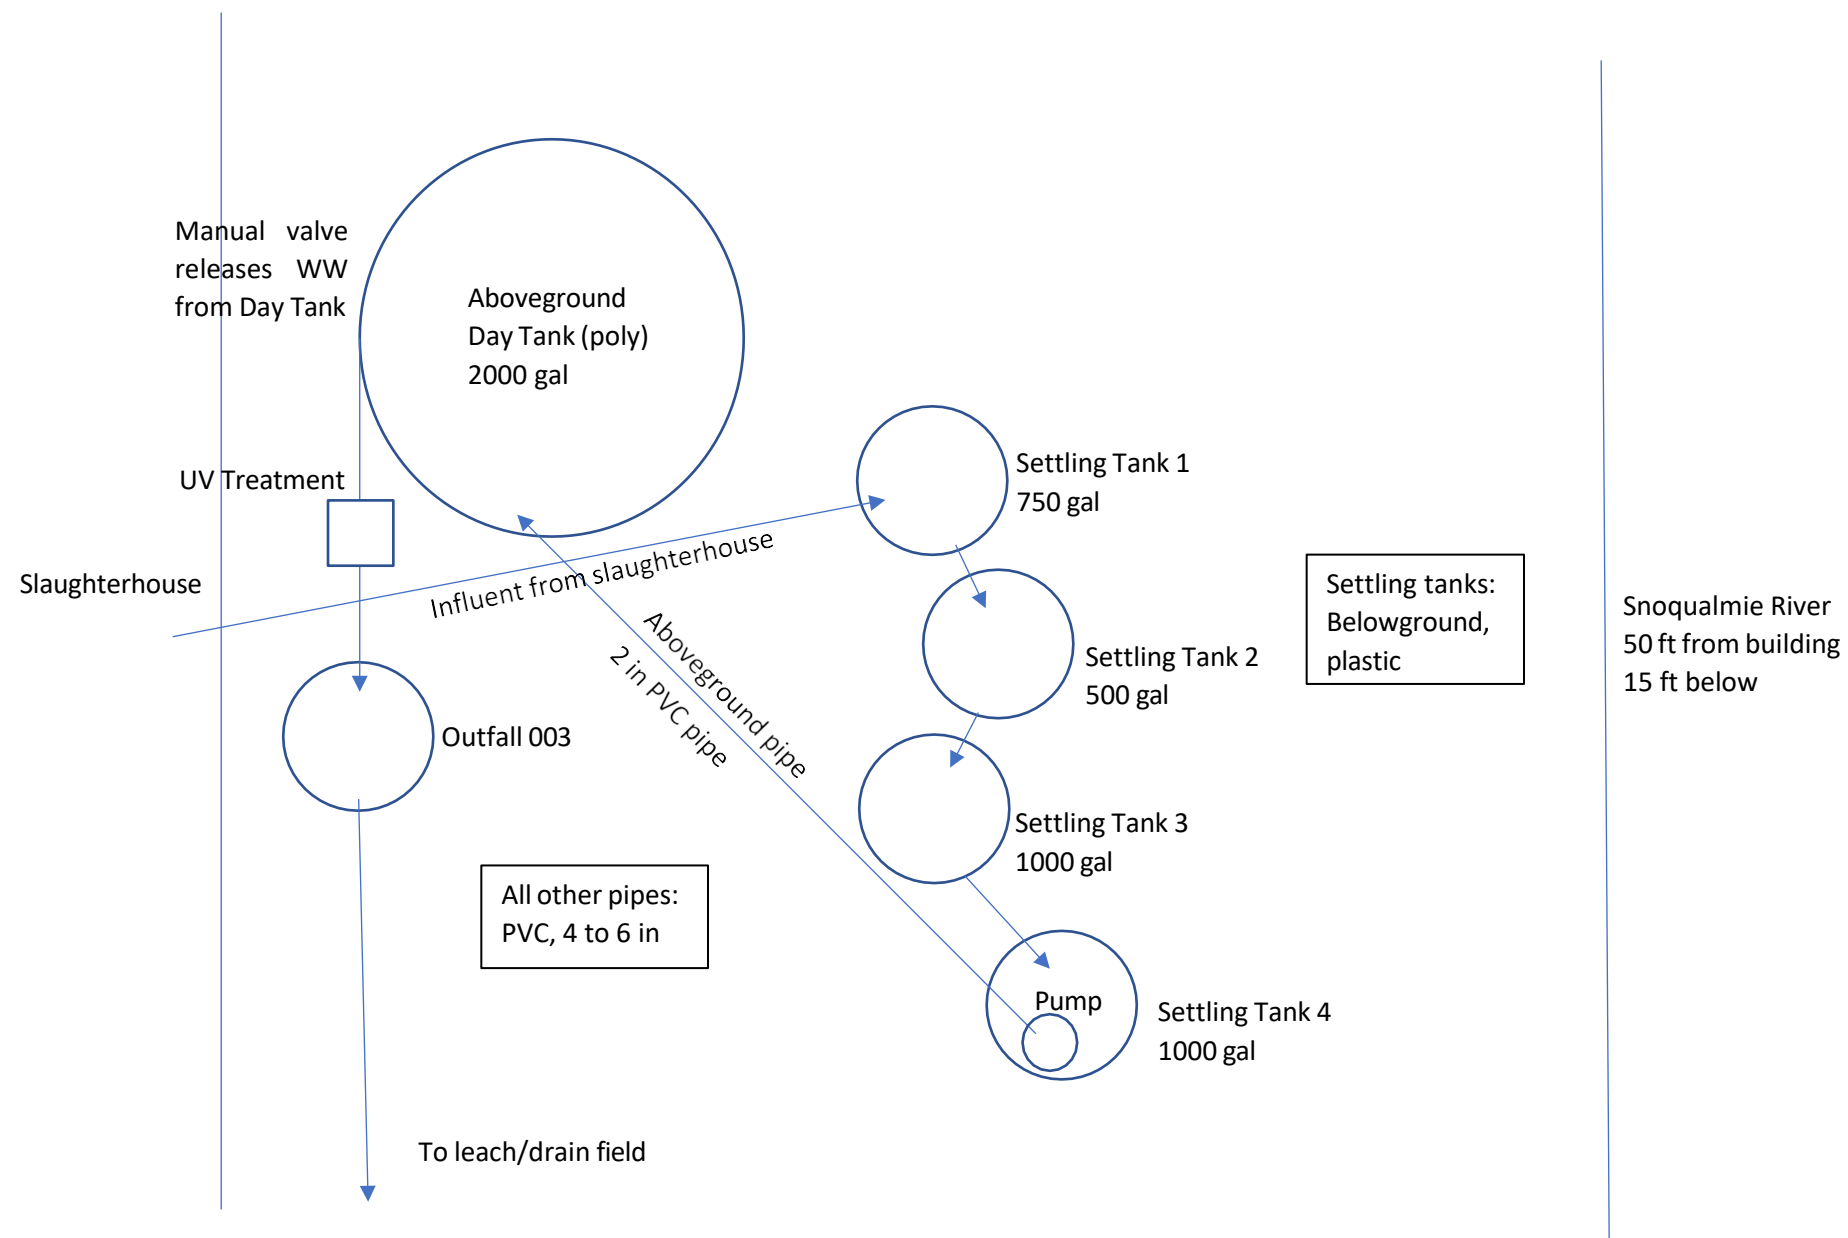 Manual valve
releases WW
from Day Tank
Aboveground
Day Tank (poly)
2000 gal
UV Treatment
Settling Tank 1
750 gal
Influent from slaughterhouse
Slaughterhouse
Settling tanks:
Belowground,
plastic
Snoqualmie River
50 ft from building
15 ft below
Aboveground pipe
2 in PVC pipe
Settling Tank 2
500 gal
Outfall 003
Settling Tank 3
1000 gal
All other pipes:
PVC, 4 to 6 in
Pump
Settling Tank 4
1000 gal
To leach/drain field